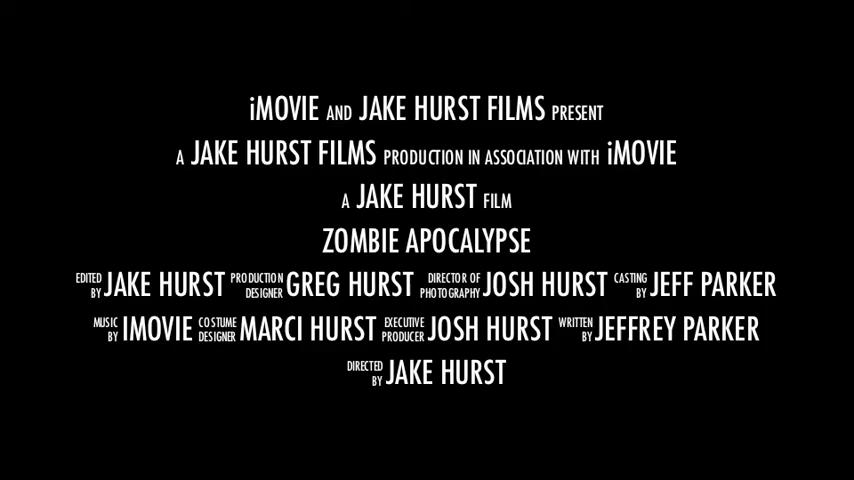 iMOVIE AND JAKE HURST FILMS PRESENT
A JAKE HURST FILMS PRODUCTION IN ASSOCIATION WITH iMOVIE
A JAKE HURST FILM
ZOMBIE APOCALYPSE
EDITED BY JAKE HURST PRODUCTION DESIGNER GREG HURST DIRECTOR OF PHOTOGRAPHY JOSH HURST CASTING BY JEFF PARKER
MUSIC BY IMOVIE COSTUME DESIGNER MARCI HURST EXECUTIVE PRODUCER JOSH HURST WRITTEN BY JEFFREY PARKER
DIRECTED BY JAKE HURST